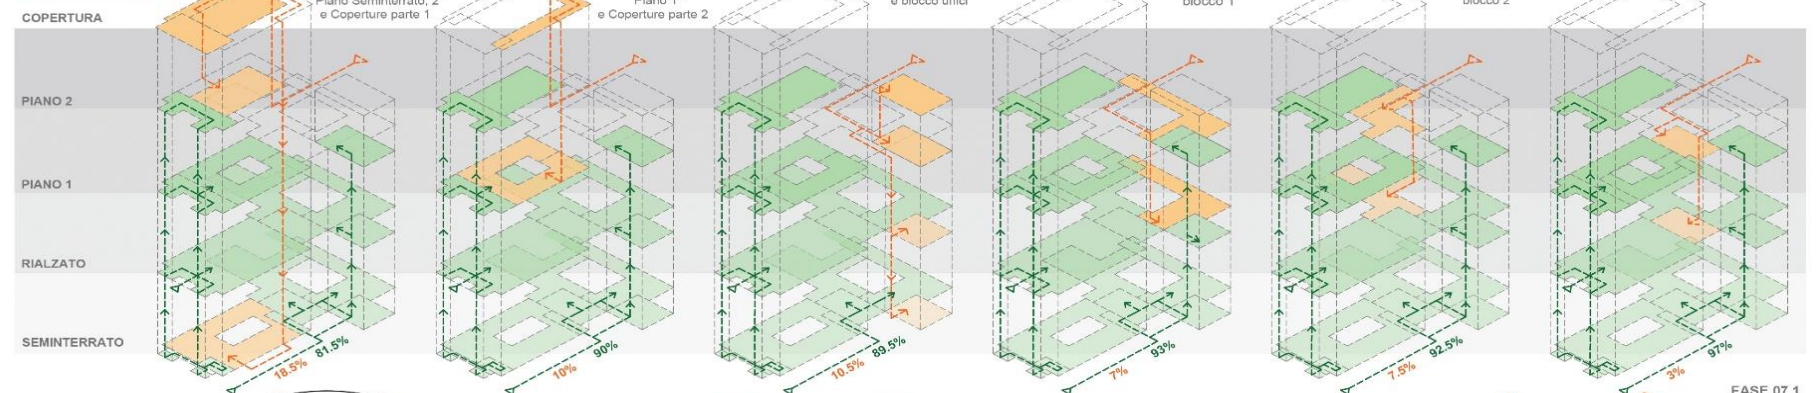 Piano Seminterrato, 2
e Coperture parte 1
Piano 1
e Coperture parte 2
e blocco uffici
blocco 1
blocco 2
COPERTURA
PIANO 2
PIANO 1
RIALZATO
SEMINTERRATO
18.5%
81.5%
10%
90%
10.5%
89.5%
7%
93%
7.5%
92.5%
3%
97%
FASE 07.1